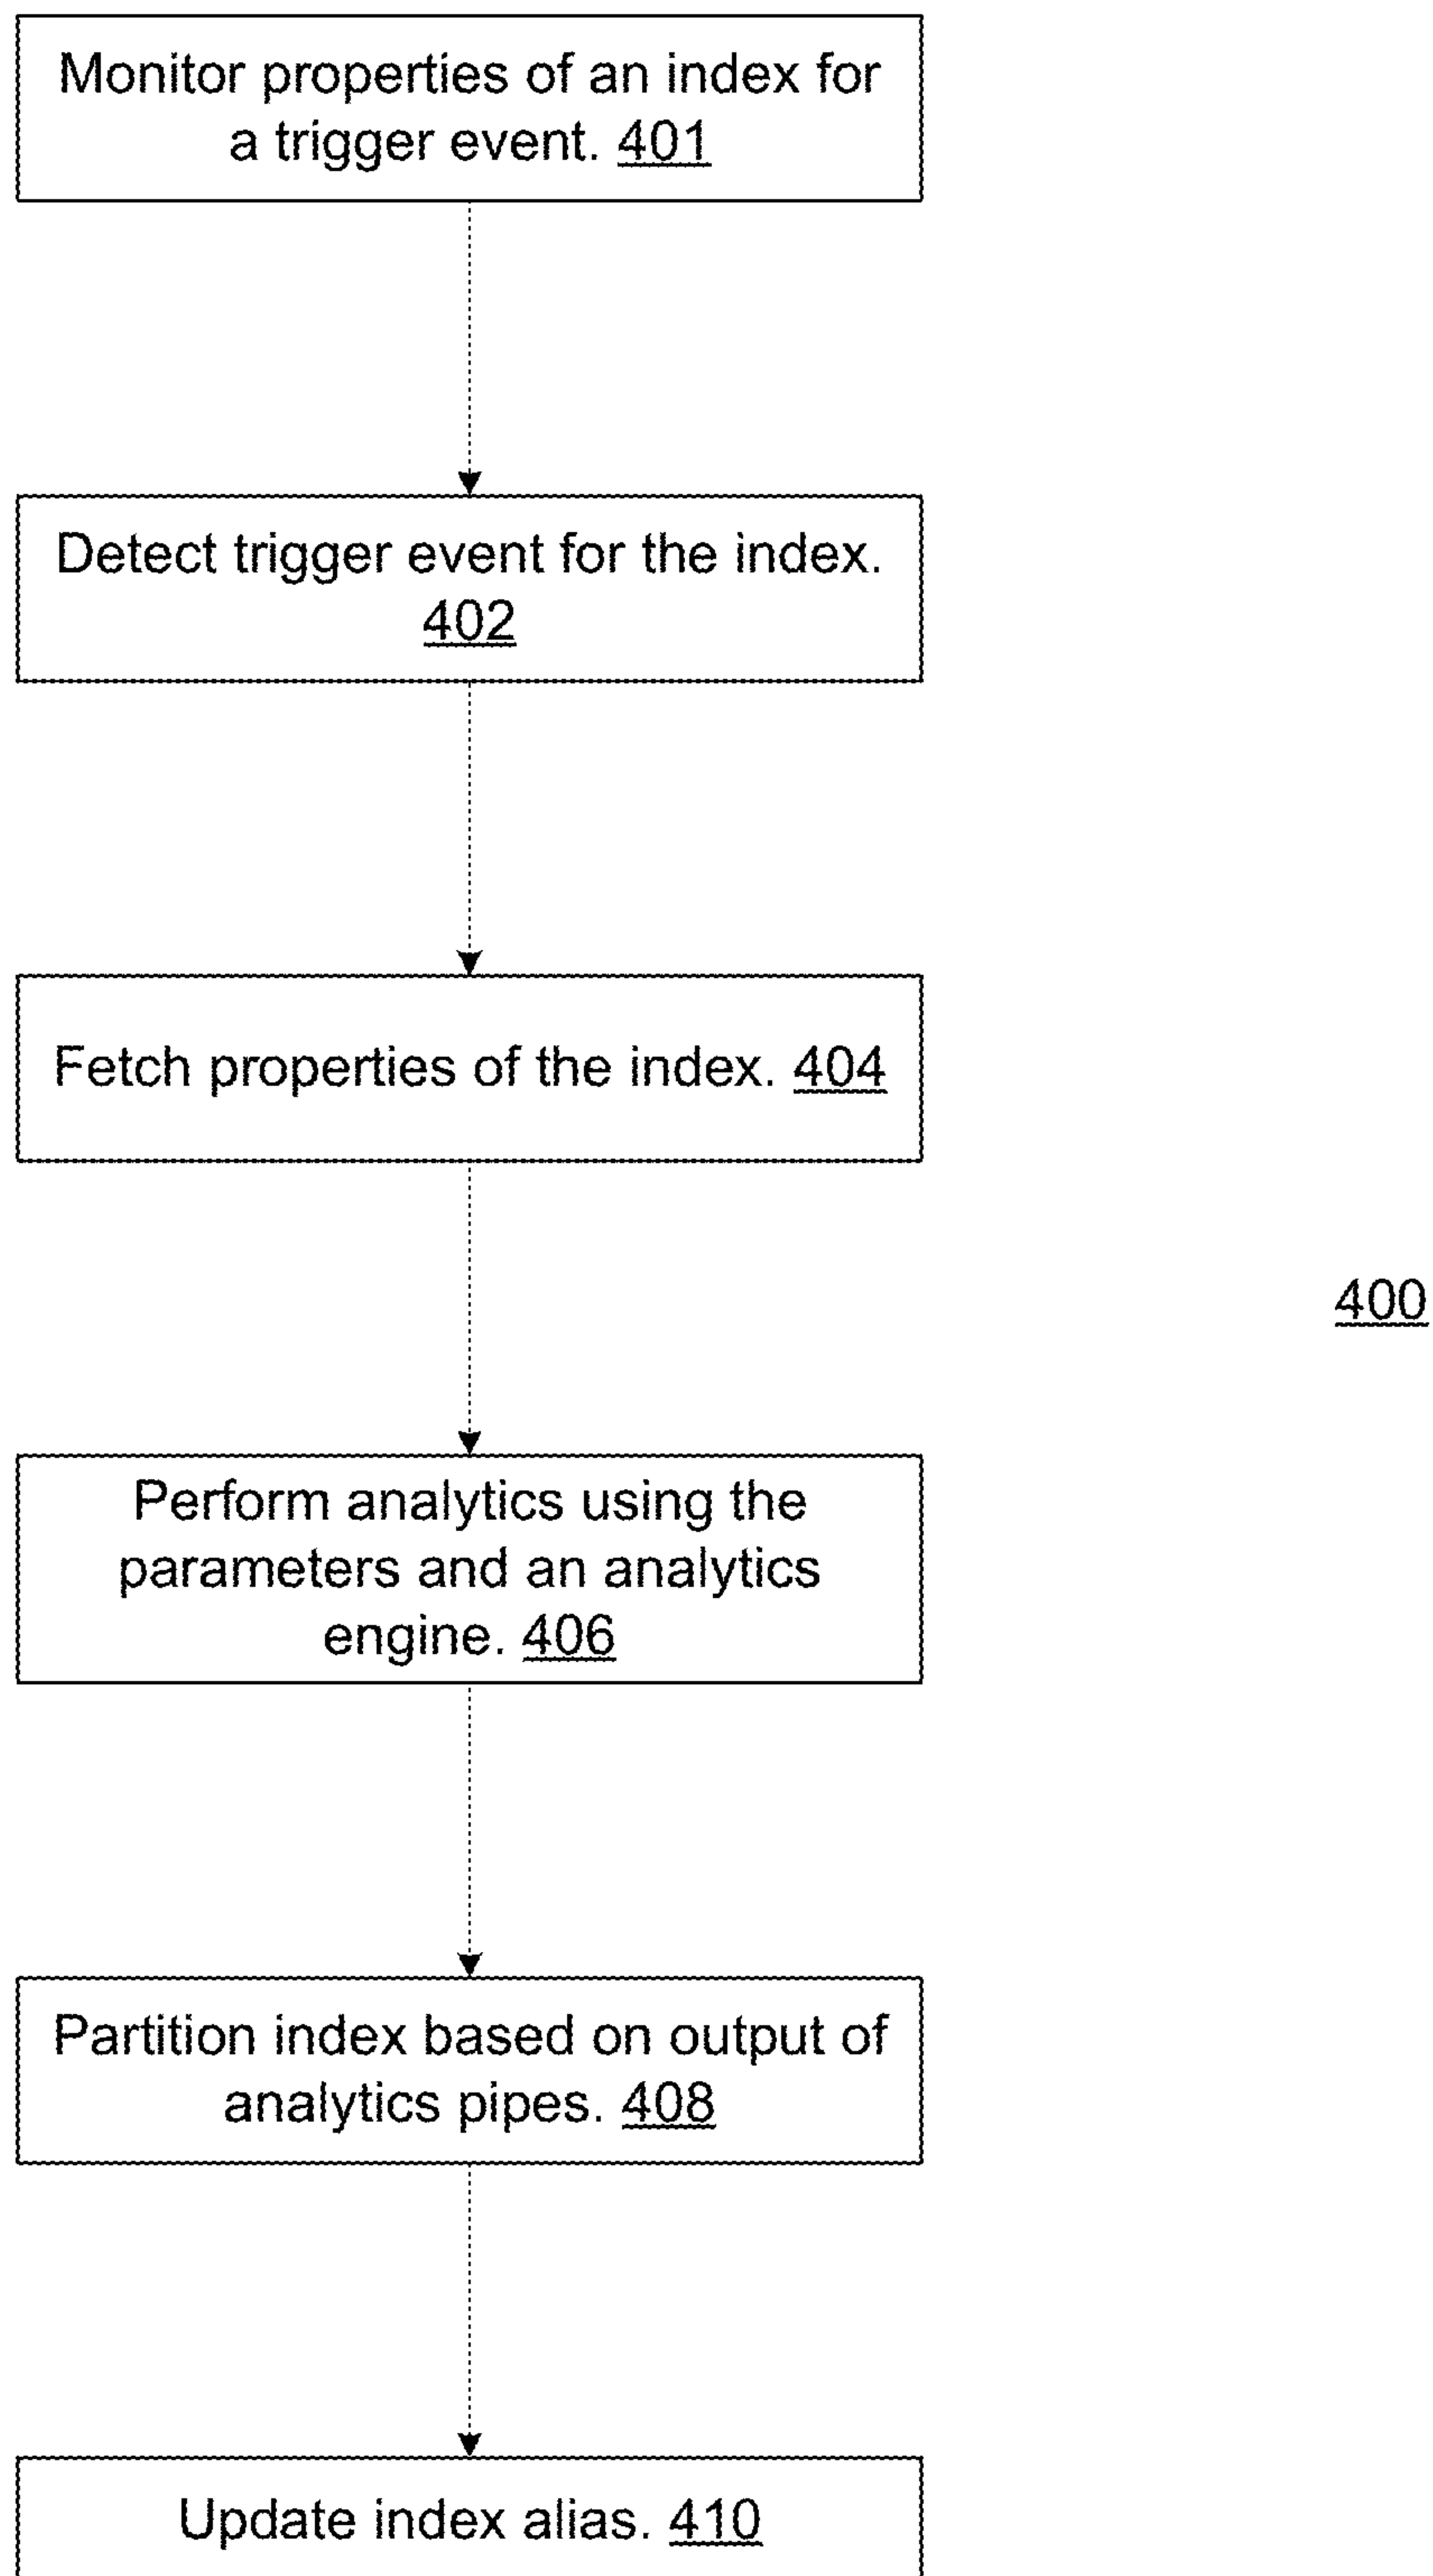 Monitor properties of an index for
a trigger event. 401
Detect trigger event for the index.
402
Fetch properties of the index. 404
400
Perform analytics using the
parameters and an analytics
engine. 406
Partition index based on output of
analytics pipes. 408
Update index alias. 410